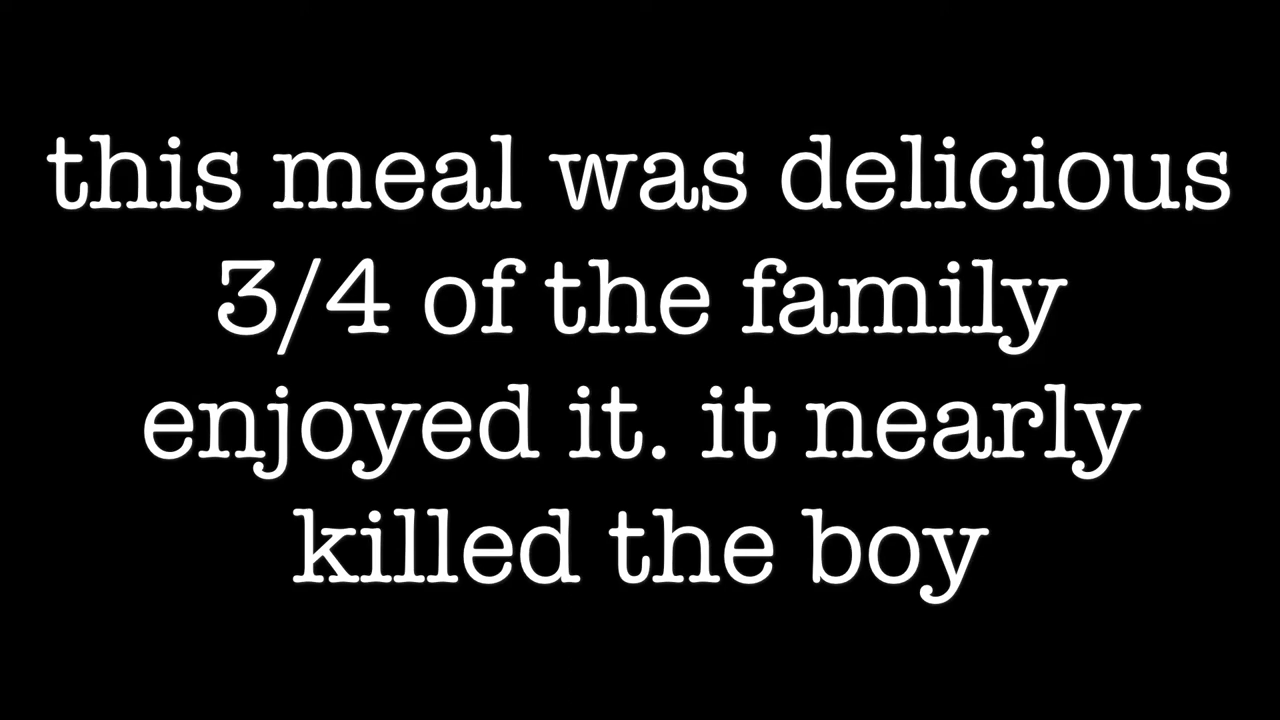 this meal was delicious
3/4 of the family
enjoyed it. it nearly
killed the boy